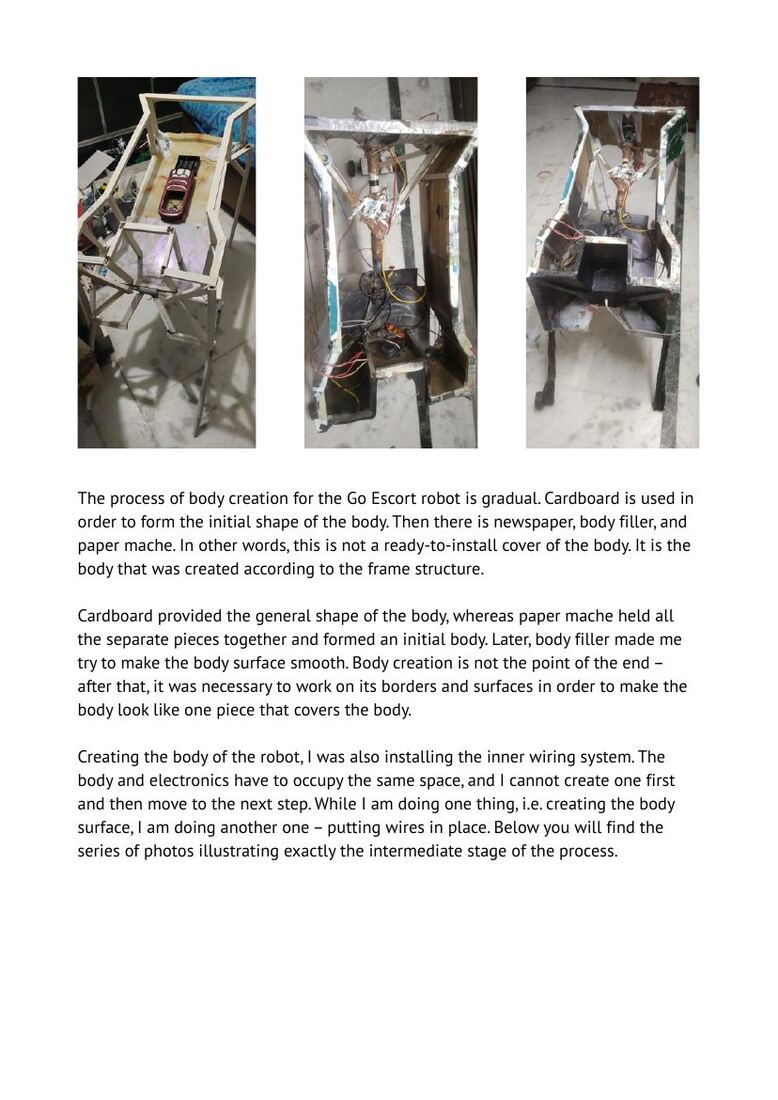 The process of body creation for the Go Escort robot is gradual. Cardboard is used in
order to form the initial shape of the body. Then there is newspaper, body filler, and
paper mache. In other words, this is not a ready-to-install cover of the body. It is the
body that was created according to the frame structure.
Cardboard provided the general shape of the body, whereas paper mache held all
the separate pieces together and formed an initial body. Later, body filler made me
try to make the body surface smooth. Body creation is not the point of the end –
after that, it was necessary to work on its borders and surfaces in order to make the
body look like one piece that covers the body.
Creating the body of the robot, I was also installing the inner wiring system. The
body and electronics have to occupy the same space, and I cannot create one first
and then move to the next step. While I am doing one thing, i.e. creating the body
surface, I am doing another one – putting wires in place. Below you will find the
series of photos illustrating exactly the intermediate stage of the process.